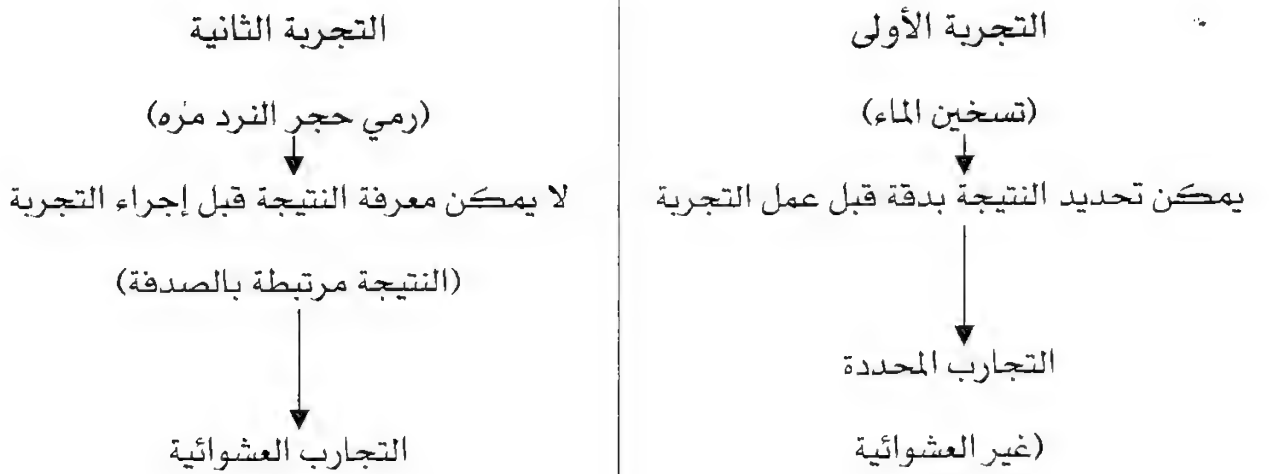 التجربة الأولى
(تسخين الماء)
يمكن تحديد النتيجة بدقة قبل عمل التجربة
التجارب المحددة
(غير العشوائية
التجربة الثانية
(رمي حجر النرد مره)
لا يمكن معرفة النتيجة قبل إجراء التجربة
(النتيجة مرتبطة بالصدفة)
التجارب العشوائية